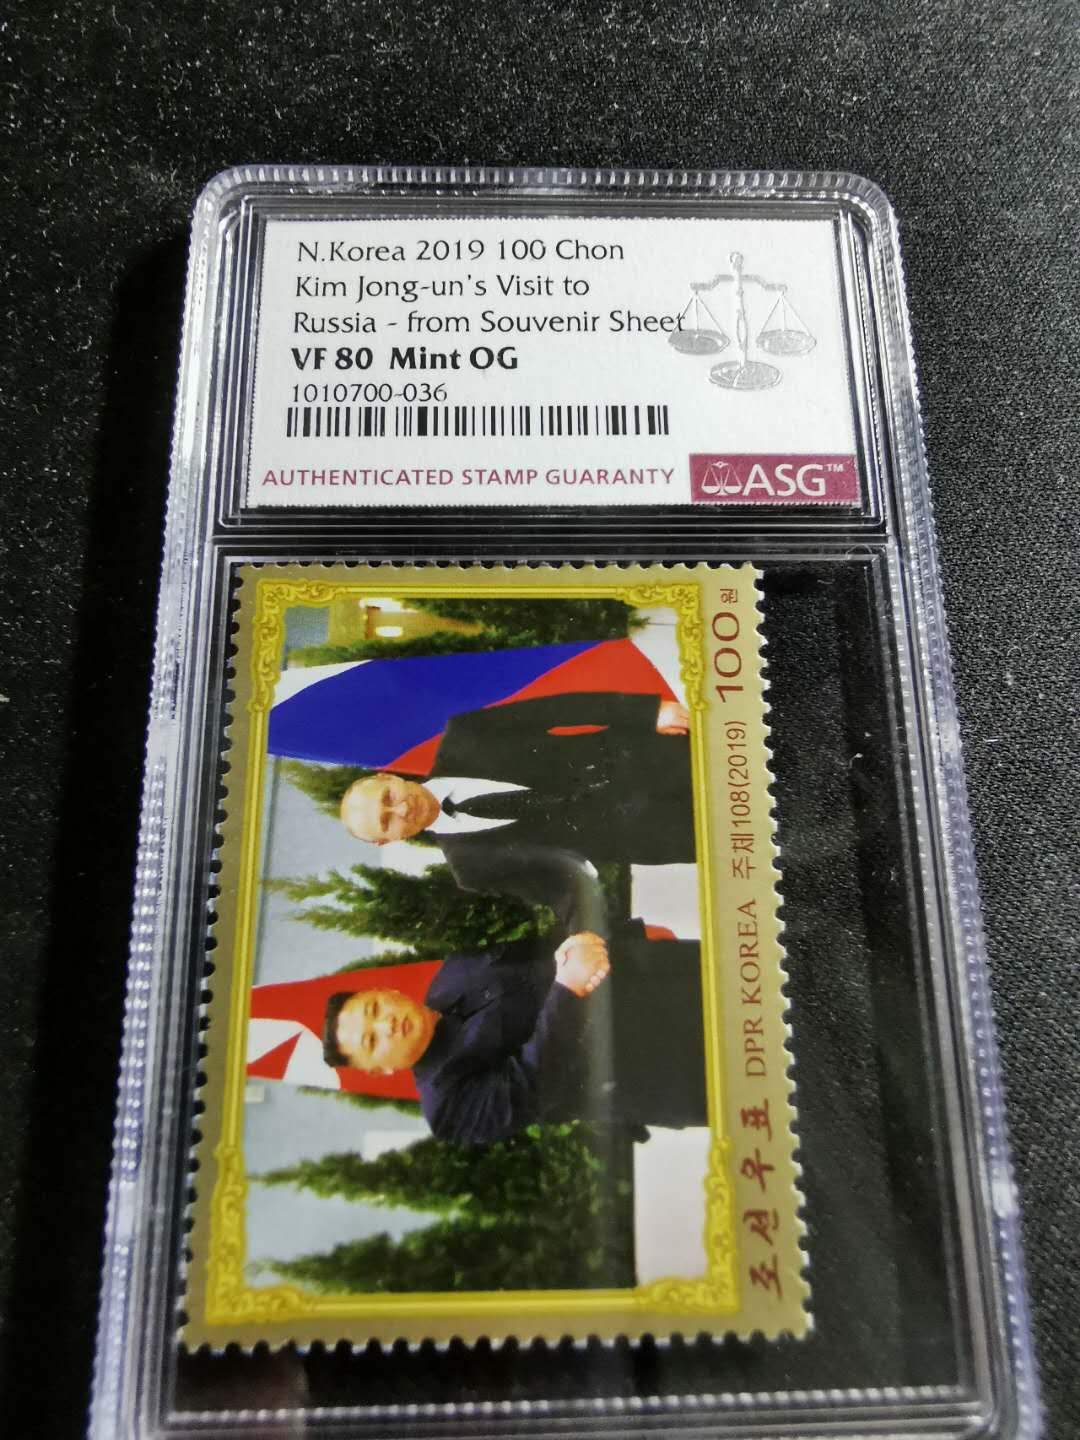 N.Korea 2019 100 Chon
Kim Jong-un's Visit to
Russia - from Souvenir Sheet
VF 80 Mint OG
1010700-036
AUTHENTICATED STAMP GUARANTY
ASG™
조선우표 DPR KOREA 주체108(2019) 100원